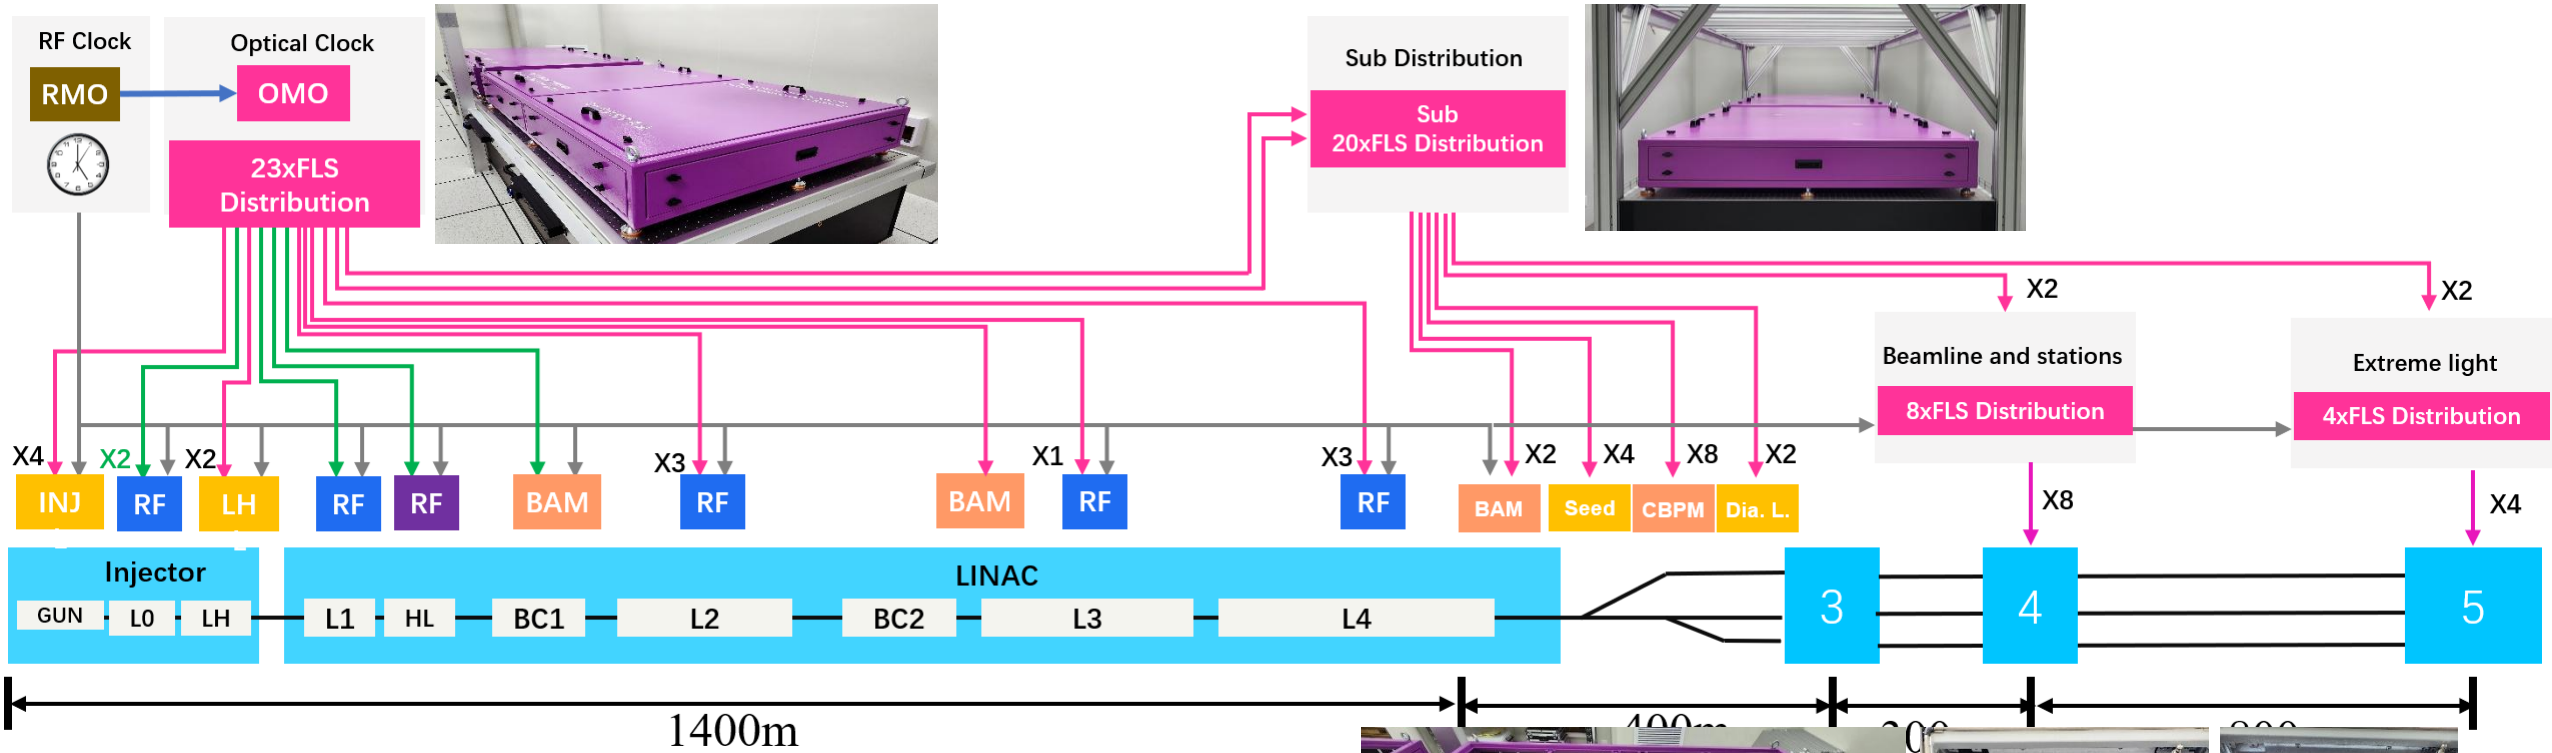 RF Clock
RMO
Optical Clock
OMO
23xFLS
Distribution
Sub Distribution
Sub
20xFLS Distribution
X2
X2
Beamline and stations
8xFLS Distribution
Extreme light
4xFLS Distribution
X4
X2
X2
X3
X1
X3
X2
X4
X8
X2
INJ
RF
LH
RF
RF
BAM
RF
BAM
RF
RF
BAM
Seed
CBPM
Dia. L.
X8
X4
Injector
GUN
L0
LH
LINAC
L1
HL
BC1
L2
BC2
L3
L4
3
4
5
1400m
400m